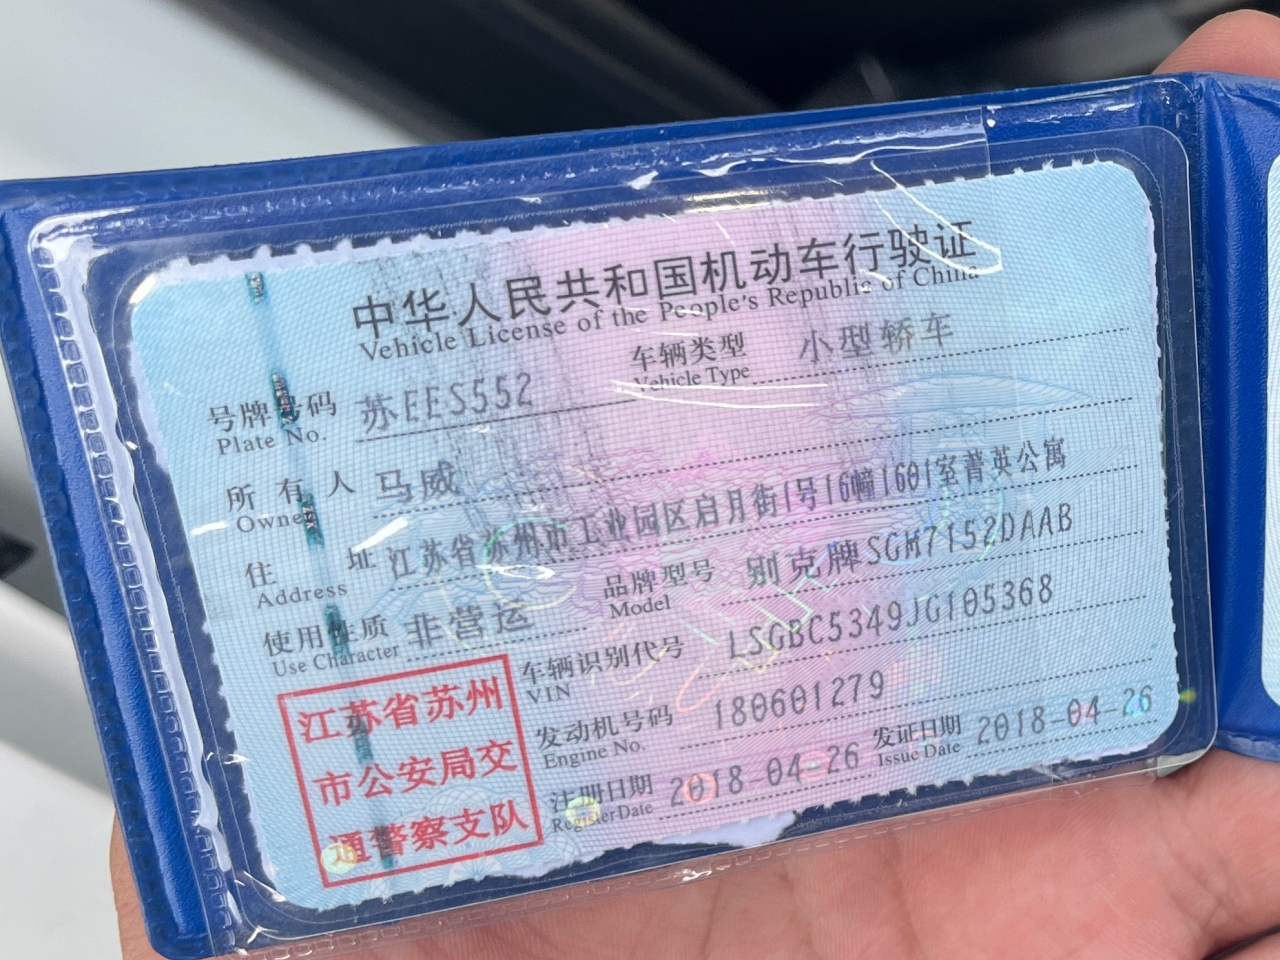 中华人民共和国机动车行驶证
Vehicle License of the People's Republic of China
号牌号码 苏EES552 车辆类型 小型轿车
Plate No. Vehicle Type
所有人 马威
Owner
住址 江苏省苏州市工业园区启月街1号16幢1601室菁英公寓
Address
使用性质 非营运 品牌型号 别克牌SGM7152DAAB
Use Character Model
车辆识别代号 LSGBC5349JG105368
VIN
发动机号码 180601279
Engine No.
注册日期 2018-04-26 发证日期 2018-04-26
RegisterDate Issue Date
江苏省苏州
市公安局交
通警察支队